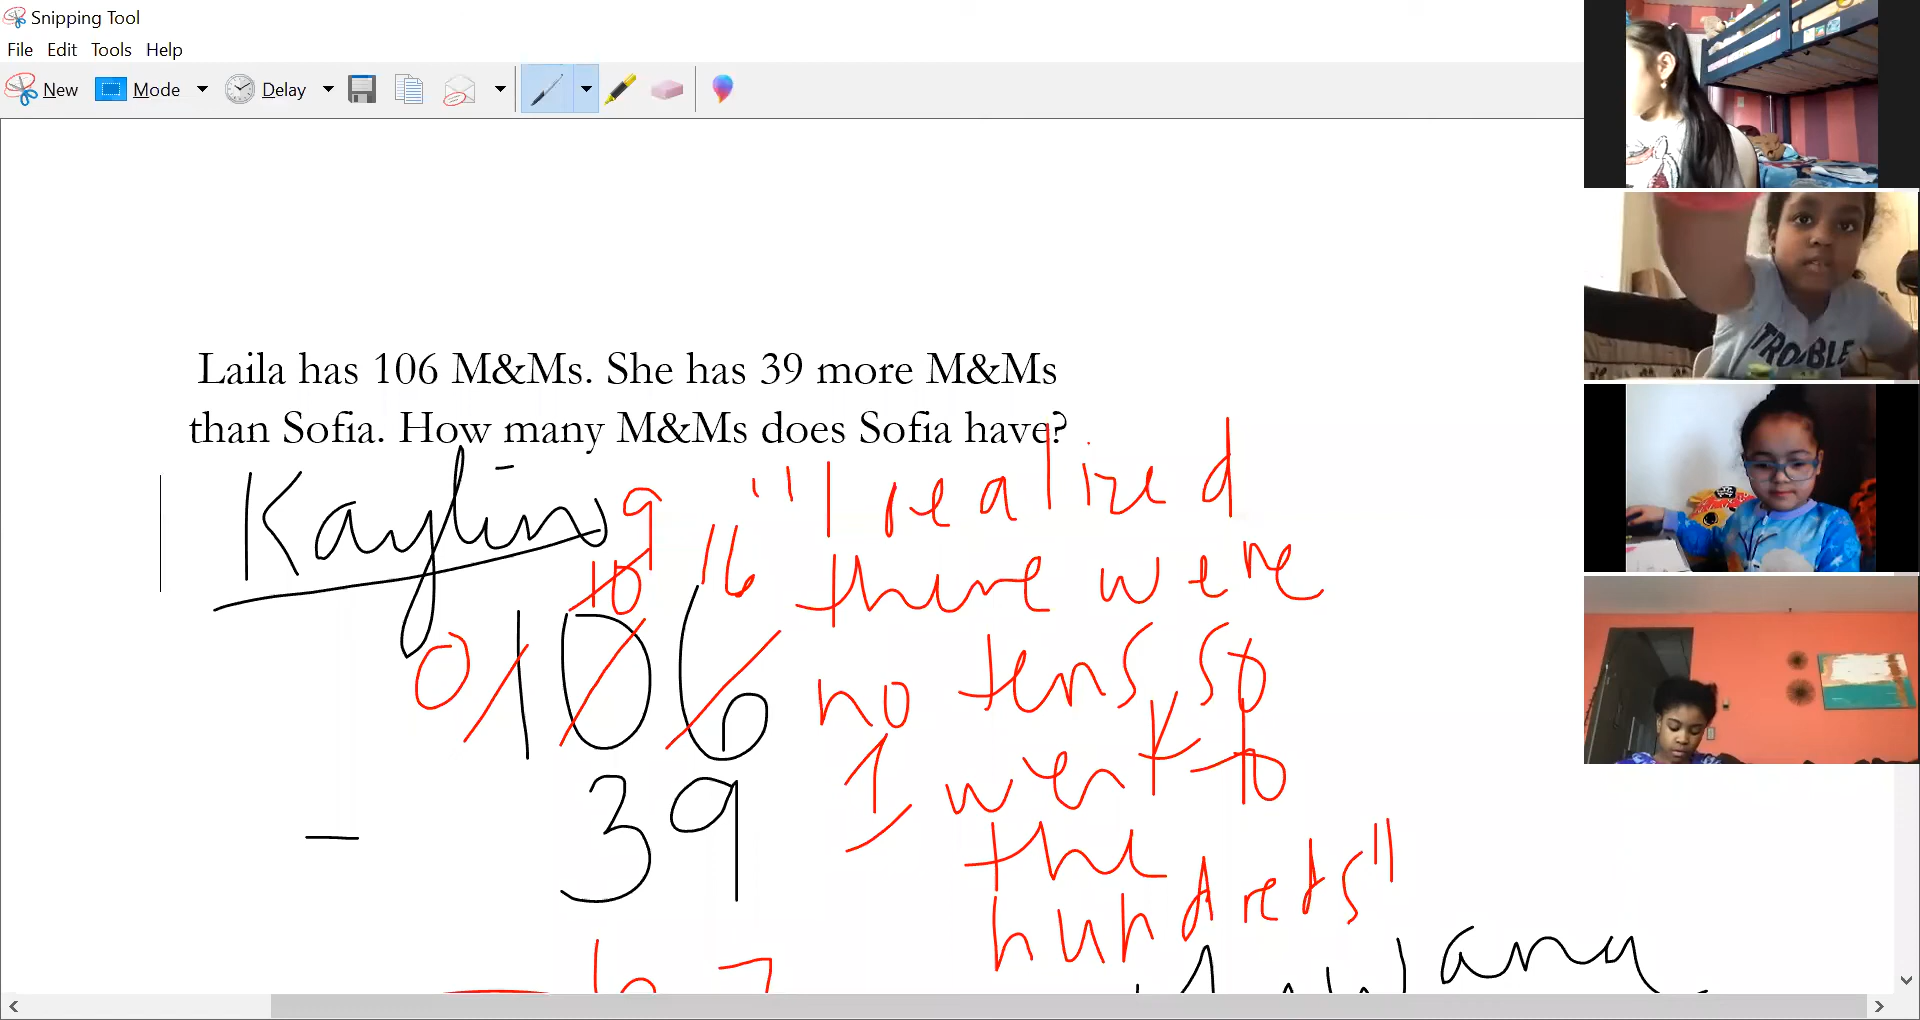 Snipping Tool
File Edit Tools Help
New Mode Delay
Laila has 106 M&Ms. She has 39 more M&Ms
than Sofia. How many M&Ms does Sofia have?
Kaylin
9
10 16
0 106
- 39
67
"I realized
there were
no tens so
I went to
the
hundreds"
TROUBLE